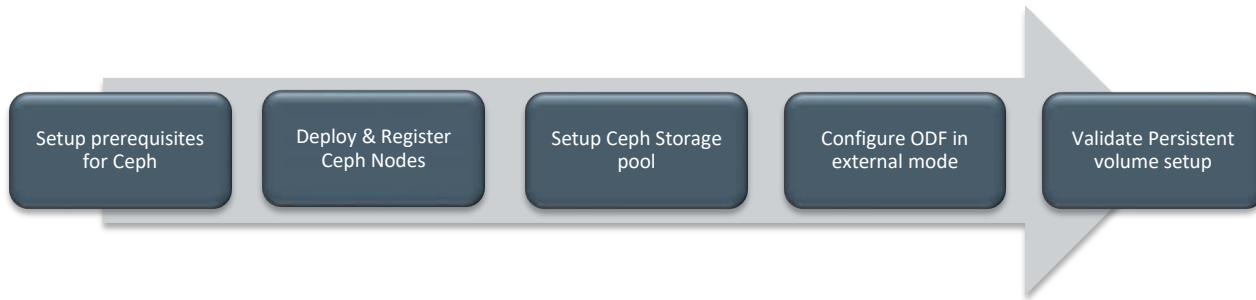 Setup prerequisites
for Ceph
Deploy & Register
Ceph Nodes
Setup Ceph Storage
pool
Configure ODF in
external mode
Validate Persistent
volume setup